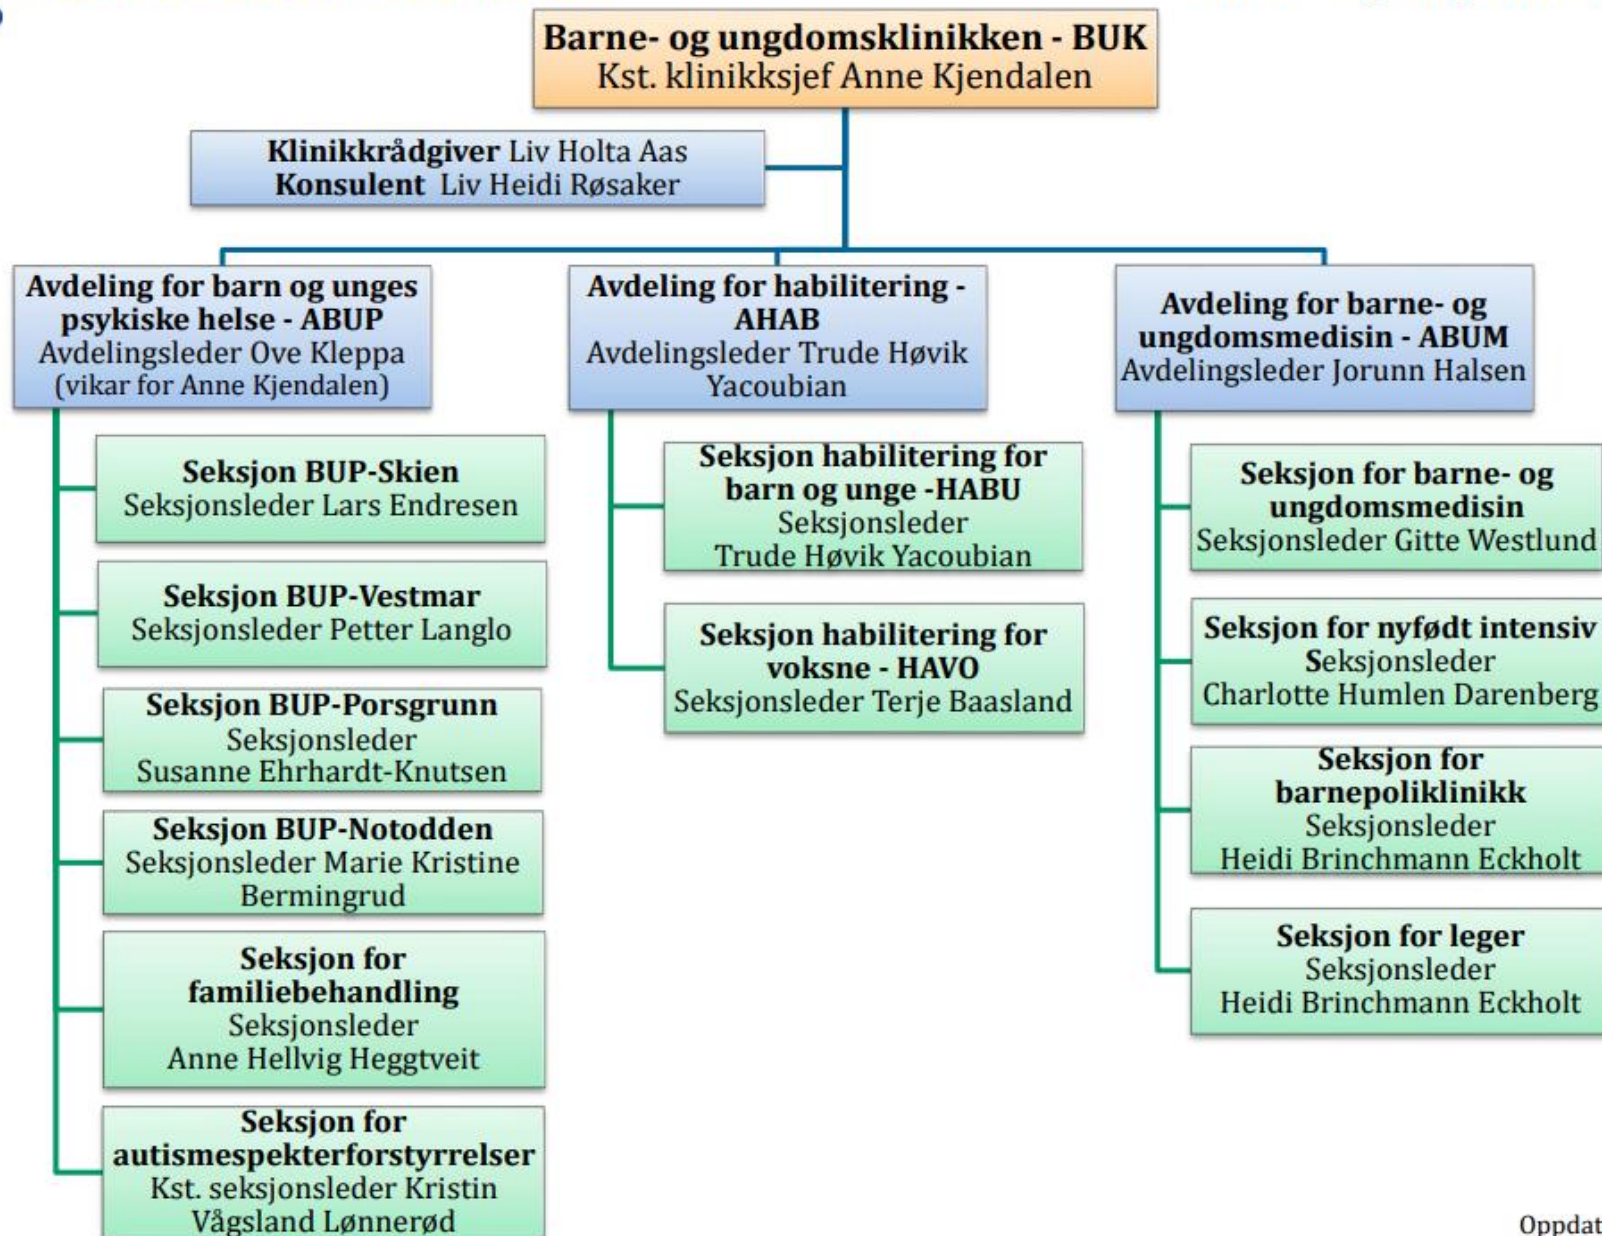 Barne- og ungdomsklinikken - BUK
Kst. klinikksjef Anne Kjendalen
Klinikkrådgiver Liv Holta Aas
Konsulent Liv Heidi Røsaker
Avdeling for barn og unges
psykiske helse - ABUP
Avdelingsleder Ove Kleppa
(vikar for Anne Kjendalen)
Seksjon BUP-Skien
Seksjonsleder Lars Endresen
Seksjon BUP-Vestmar
Seksjonsleder Petter Langlo
Seksjon BUP-Porsgrunn
Seksjonsleder
Susanne Ehrhardt-Knutsen
Seksjon BUP-Notodden
Seksjonsleder Marie Kristine
Bermingrud
Seksjon for
familiebehandling
Seksjonsleder
Anne Hellvig Heggtveit
Seksjon for
autismespekterforstyrrelser
Kst. seksjonsleder Kristin
Vågsland Lønnerød
Avdeling for habilitering -
AHAB
Avdelingsleder Trude Høvik
Yacoubian
Seksjon habilitering for
barn og unge -HABU
Seksjonsleder
Trude Høvik Yacoubian
Seksjon habilitering for
voksne - HAVO
Seksjonsleder Terje Baasland
Avdeling for barne- og
ungdomsmedisin - ABUM
Avdelingsleder Jorunn Halsen
Seksjon for barne- og
ungdomsmedisin
Seksjonsleder Gitte Westlund
Seksjon for nyfødt intensiv
Seksjonsleder
Charlotte Humlen Darenberg
Seksjon for
barnepoliklinikk
Seksjonsleder
Heidi Brinchmann Eckholt
Seksjon for leger
Seksjonsleder
Heidi Brinchmann Eckholt
Oppdat